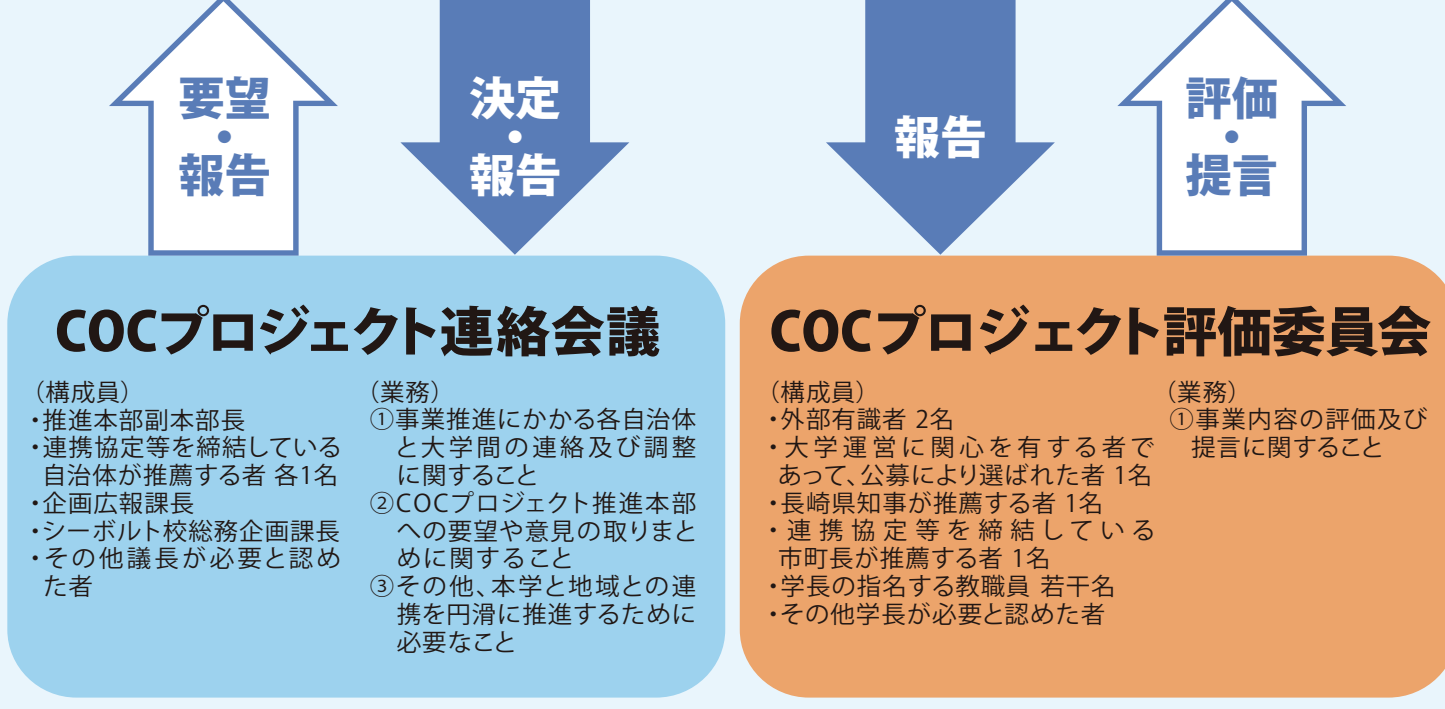 要望
・
報告
決定
・
報告
報告
評価
・
提言
COCプロジェクト連絡会議
（構成員）
・推進本部副本部長
・連携協定等を締結している
自治体が推薦する者 各1名
・企画広報課長
・シーボルト校総務企画課長
・その他議長が必要と認め
た者
（業務）
①事業推進にかかる各自治体
と大学間の連絡及び調整
に関すること
②COCプロジェクト推進本部
への要望や意見の取りまと
めに関すること
③その他、本学と地域との連
携を円滑に推進するために
必要なこと
COCプロジェクト評価委員会
（構成員）
・外部有識者 2名
・大学運営に関心を有する者で
あって、公募により選ばれた者 1名
・長崎県知事が推薦する者 1名
・連携協定等を締結している
市町長が推薦する者 1名
・学長の指名する教職員 若干名
・その他学長が必要と認めた者
（業務）
①事業内容の評価及び
提言に関すること